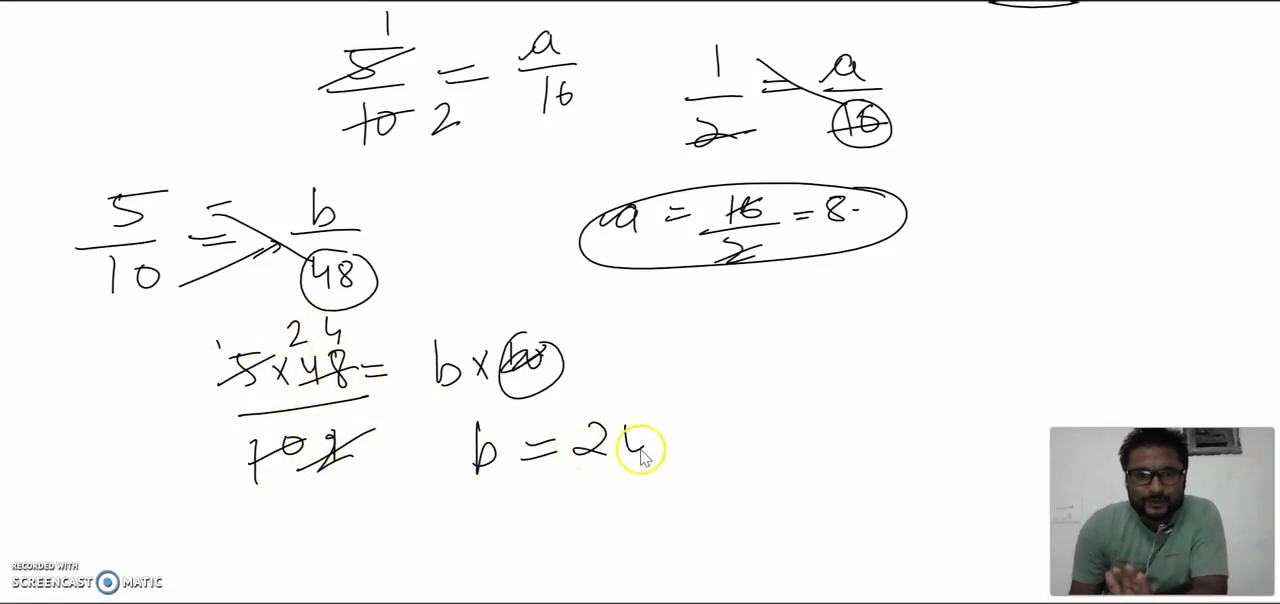 1
5/10 2 = a/16
1/2 = a/16
5/10 = b/48
a = 16/2 = 8.
1 2 4
5 × 48 = b × 10
10 2
b = 24
RECORDED WITH
SCREENCAST MATIC